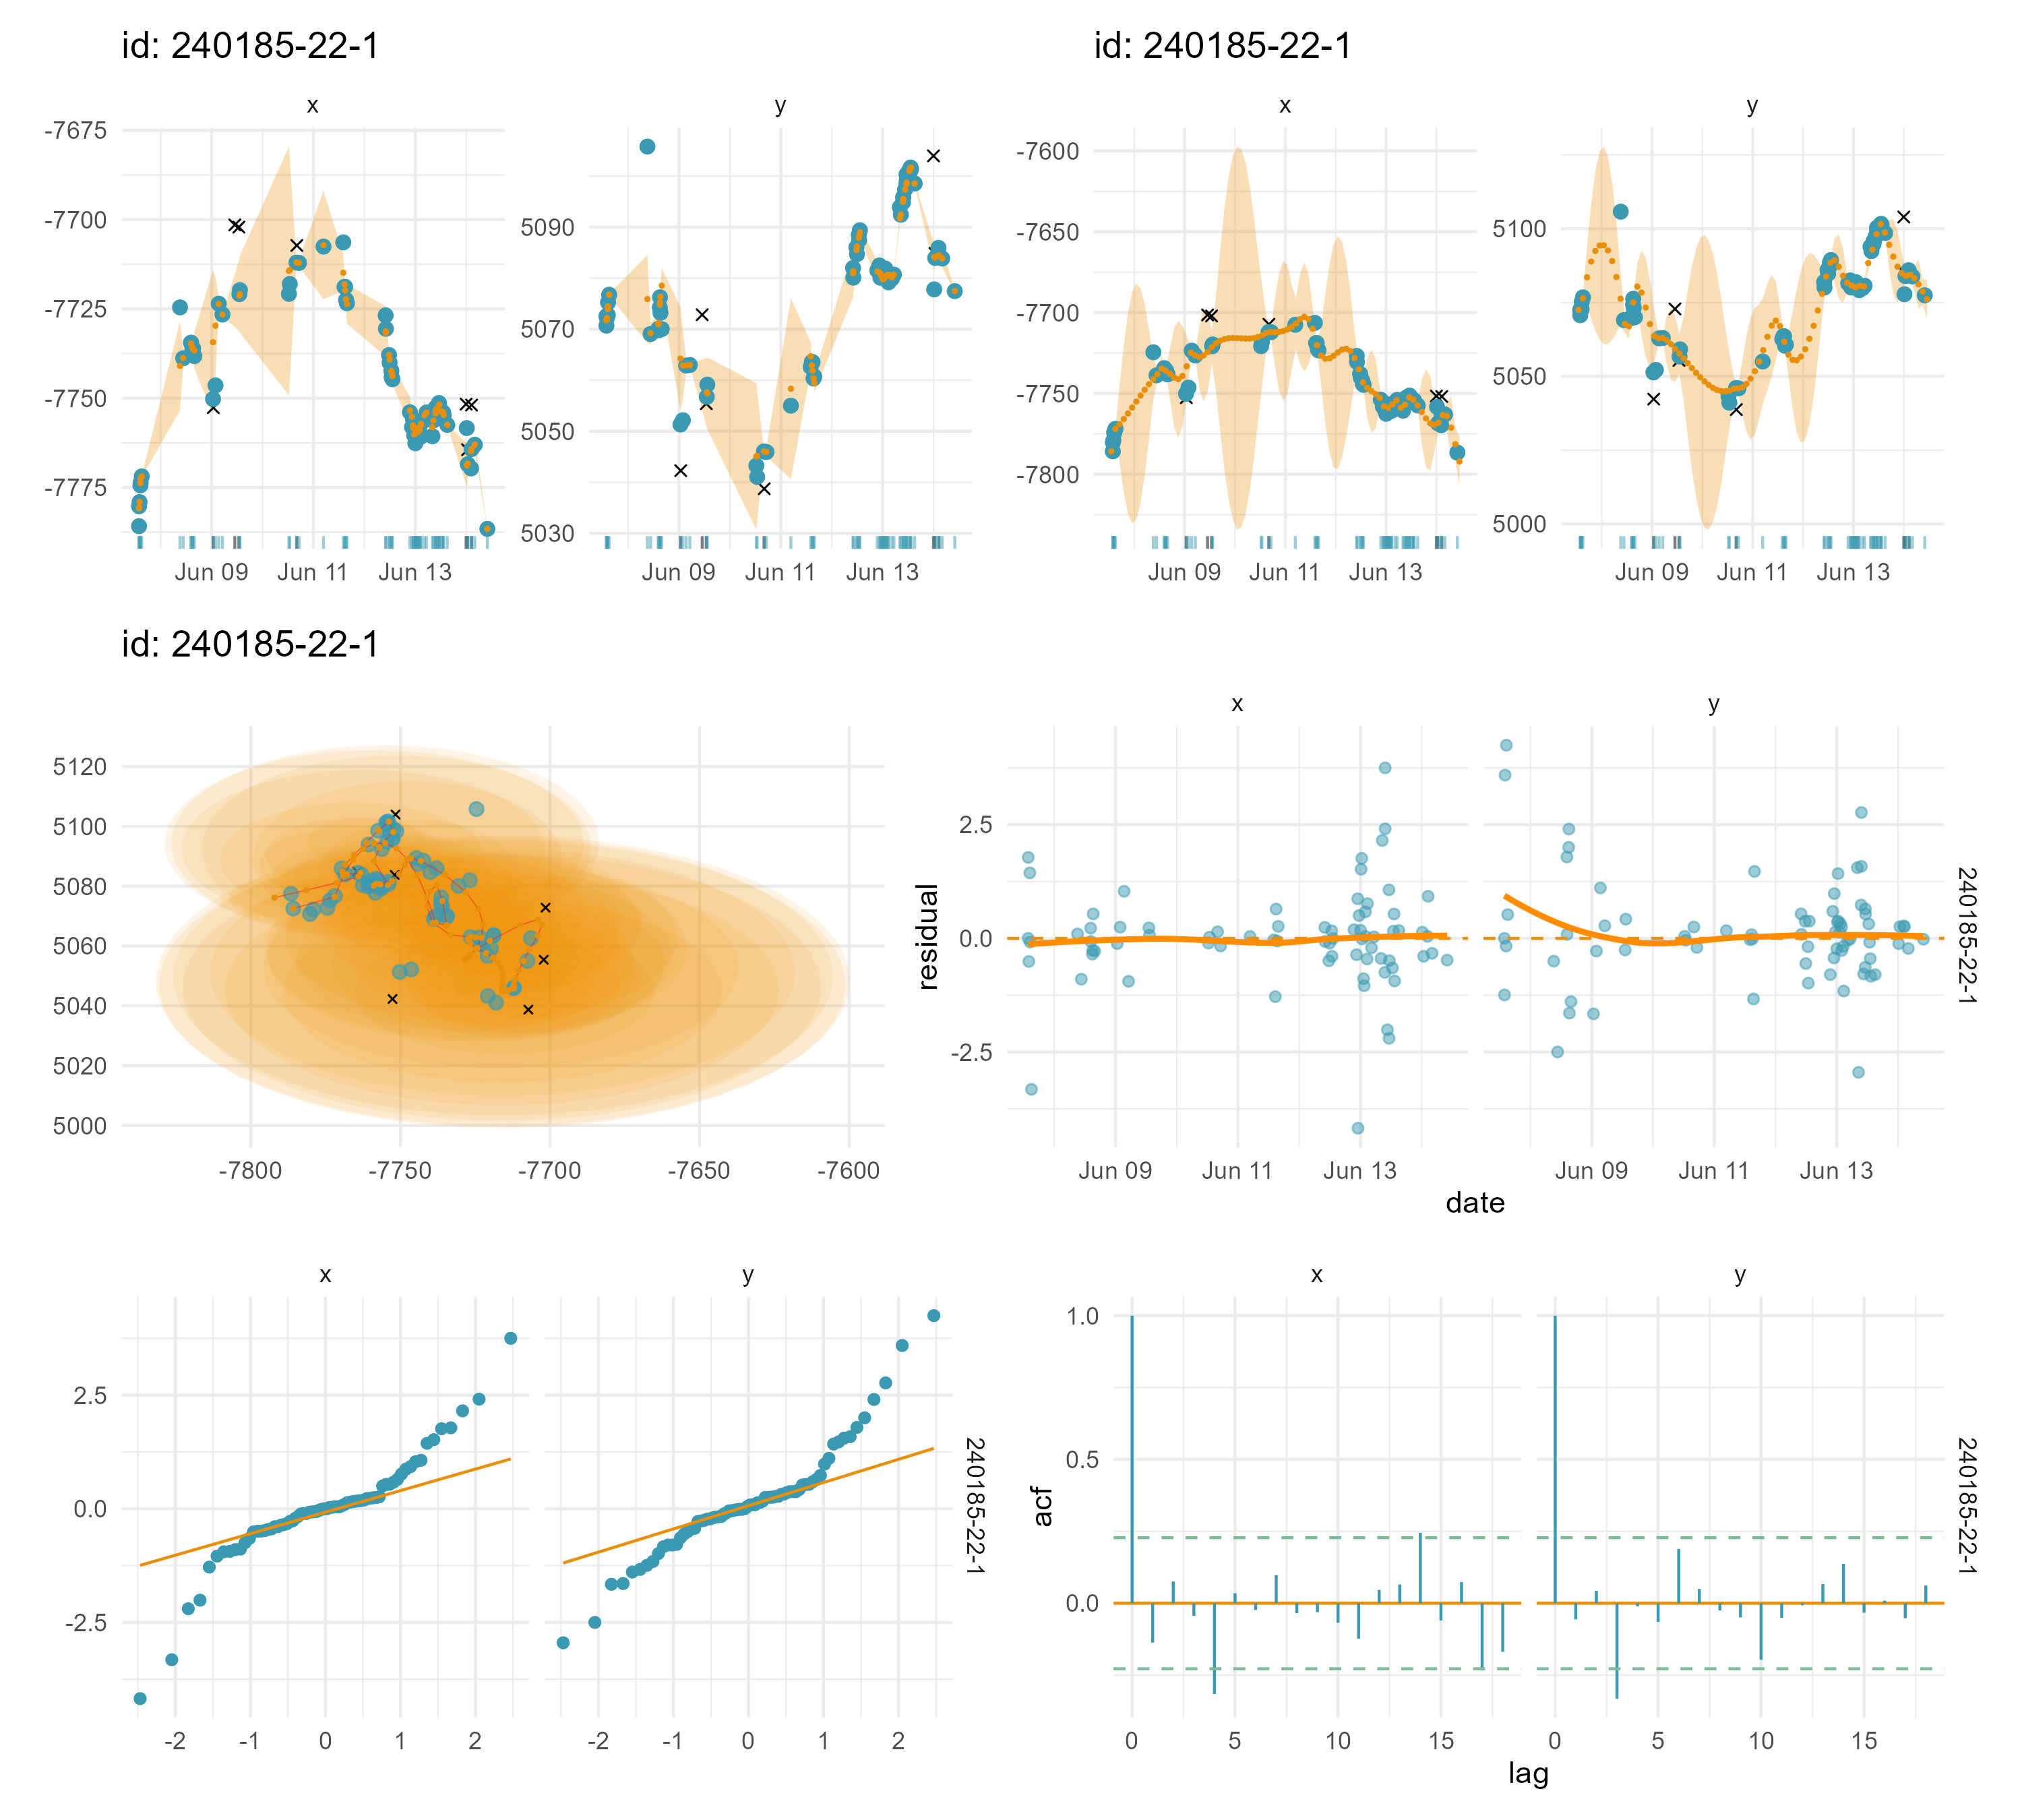 id: 240185-22-1
id: 240185-22-1
x
y
x
y
-7675
-7700
-7725
-7750
-7775
5090
5070
5050
5030
-7600
-7650
-7700
-7750
-7800
5100
5050
5000
Jun 09 Jun 11 Jun 13
Jun 09 Jun 11 Jun 13
Jun 09 Jun 11 Jun 13
Jun 09 Jun 11 Jun 13
id: 240185-22-1
5120
5100
5080
5060
5040
5020
5000
-7800 -7750 -7700 -7650 -7600
x
y
residual
2.5
0.0
-2.5
240185-22-1
Jun 09 Jun 11 Jun 13
Jun 09 Jun 11 Jun 13
date
x
y
2.5
0.0
-2.5
240185-22-1
-2 -1 0 1 2
-2 -1 0 1 2
x
y
acf
1.0
0.5
0.0
240185-22-1
0 5 10 15
0 5 10 15
lag